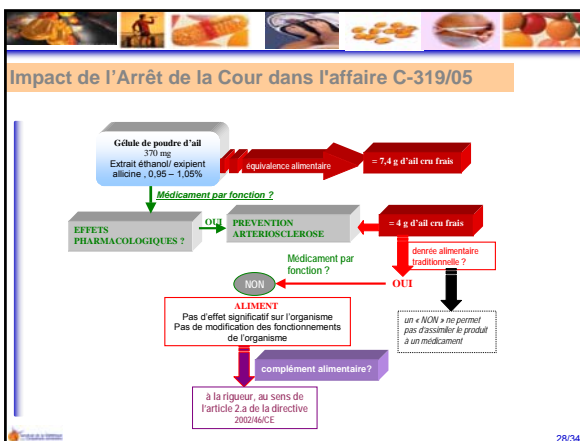 Impact de l'Arrêt de la Cour dans l'affaire C-319/05
Gélule de poudre d'ail
370 mg
Extrait éthanol/ exipient
allicine , 0,95 – 1,05%
équivalence alimentaire
= 7,4 g d'ail cru frais
Médicament par fonction ?
EFFETS
PHARMACOLOGIQUES ?
OUI
PREVENTION
ARTERIOSCLEROSE
= 4 g d'ail cru frais
denrée alimentaire
traditionnelle ?
Médicament par
fonction ?
NON
OUI
ALIMENT
Pas d'effet significatif sur l'organisme
Pas de modification des fonctionnements
de l'organisme
un « NON » ne permet
pas d'assimiler le produit
à un médicament
complément alimentaire?
à la rigueur, au sens de
l'article 2.a de la directive
2002/46/CE
28/34